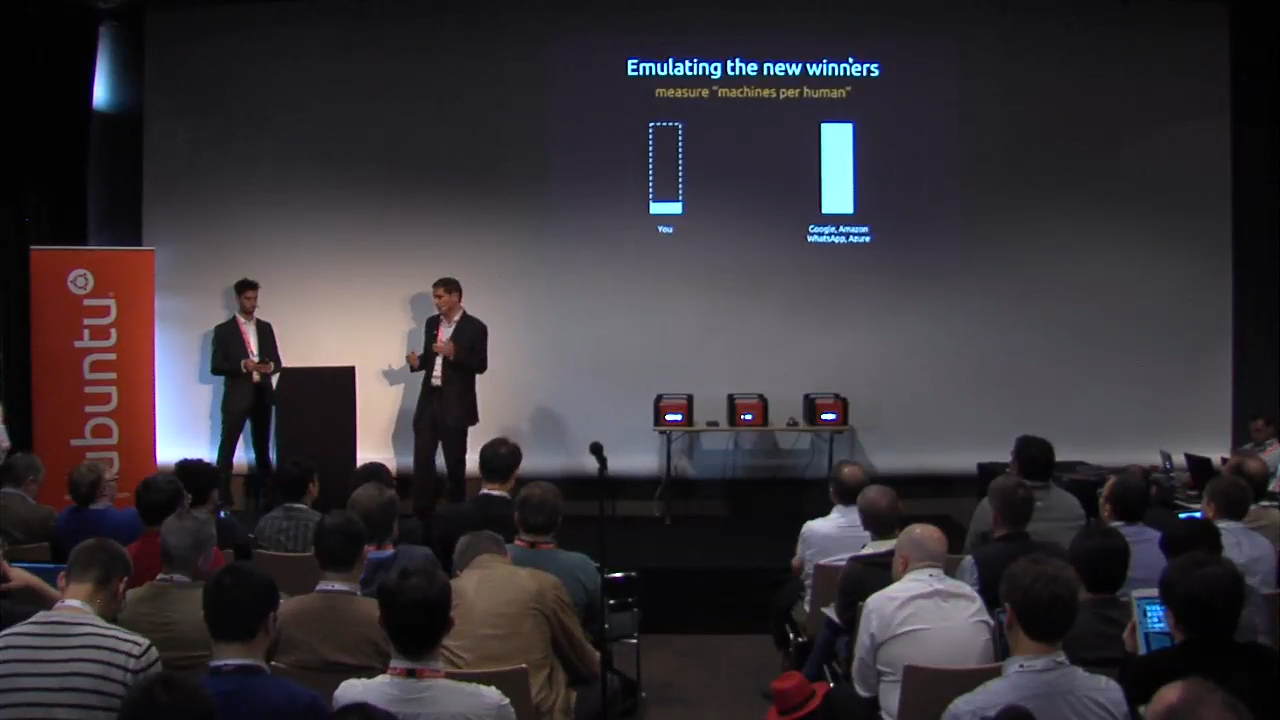 Emulating the new winners
measure "machines per human"
You
Google, Amazon
WhatsApp, Azure
ubuntu